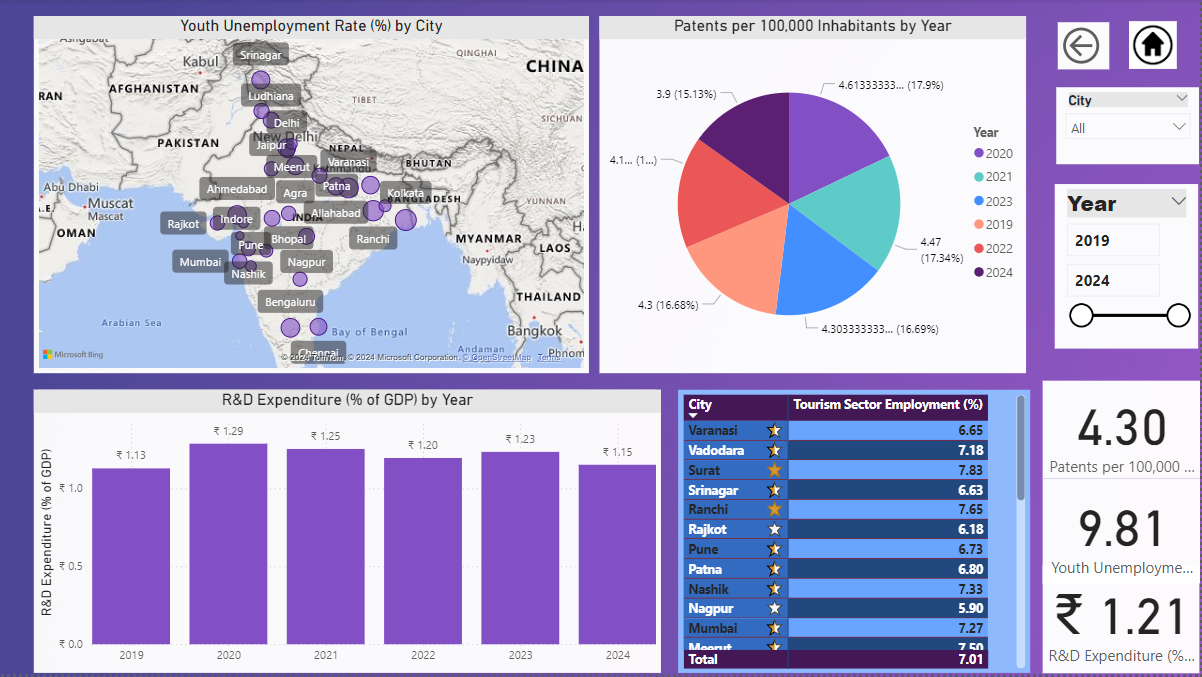 Youth Unemployment Rate (%) by City
Kabul
AFGHANISTAN
PAKISTAN
QINGHAI
CHINA
TIBET
SICHUAN
Srinagar
Ludhiana
Delhi
New Delhi
Jaipur
NEPAL
Meerut
Varanasi
BHUTAN
Ahmedabad
Agra
Patna
Kolkata
BANGLADESH
YUNNAN
Abu Dhabi
Muscat
Muscat
OMAN
Rajkot
Indore
INDIA
Allahabad
Pune
Bhopal
Ranchi
MYANMAR
Naypyidaw
LAOS
Mumbai
Nashik
Nagpur
THAILAND
Bengaluru
Arabian Sea
Bay of Bengal
Bangkok
Chennai
Andaman
Microsoft Bing
© 2024 TomTom, © 2024 Microsoft Corporation, © OpenStreetMap Terms
Patents per 100,000 Inhabitants by Year
4.61333333... (17.9%)
3.9 (15.13%)
4.1... (1...)
4.47
(17.34%)
4.3 (16.68%)
4.303333333... (16.69%)
Year
2020
2021
2023
2019
2022
2024
City
All
Year
2019
2024
R&D Expenditure (% of GDP) by Year
R&D Expenditure (% of GDP)
₹ 1.0
₹ 0.5
₹ 0.0
₹ 1.13
₹ 1.29
₹ 1.25
₹ 1.20
₹ 1.23
₹ 1.15
2019 2020 2021 2022 2023 2024
City Tourism Sector Employment (%)
Varanasi 6.65
Vadodara 7.18
Surat 7.83
Srinagar 6.63
Ranchi 7.65
Rajkot 6.18
Pune 6.73
Patna 6.80
Nashik 7.33
Nagpur 5.90
Mumbai 7.27
Meerut 7.50
Total 7.01
4.30
Patents per 100,000 ...
9.81
Youth Unemployme...
₹ 1.21
R&D Expenditure (%...